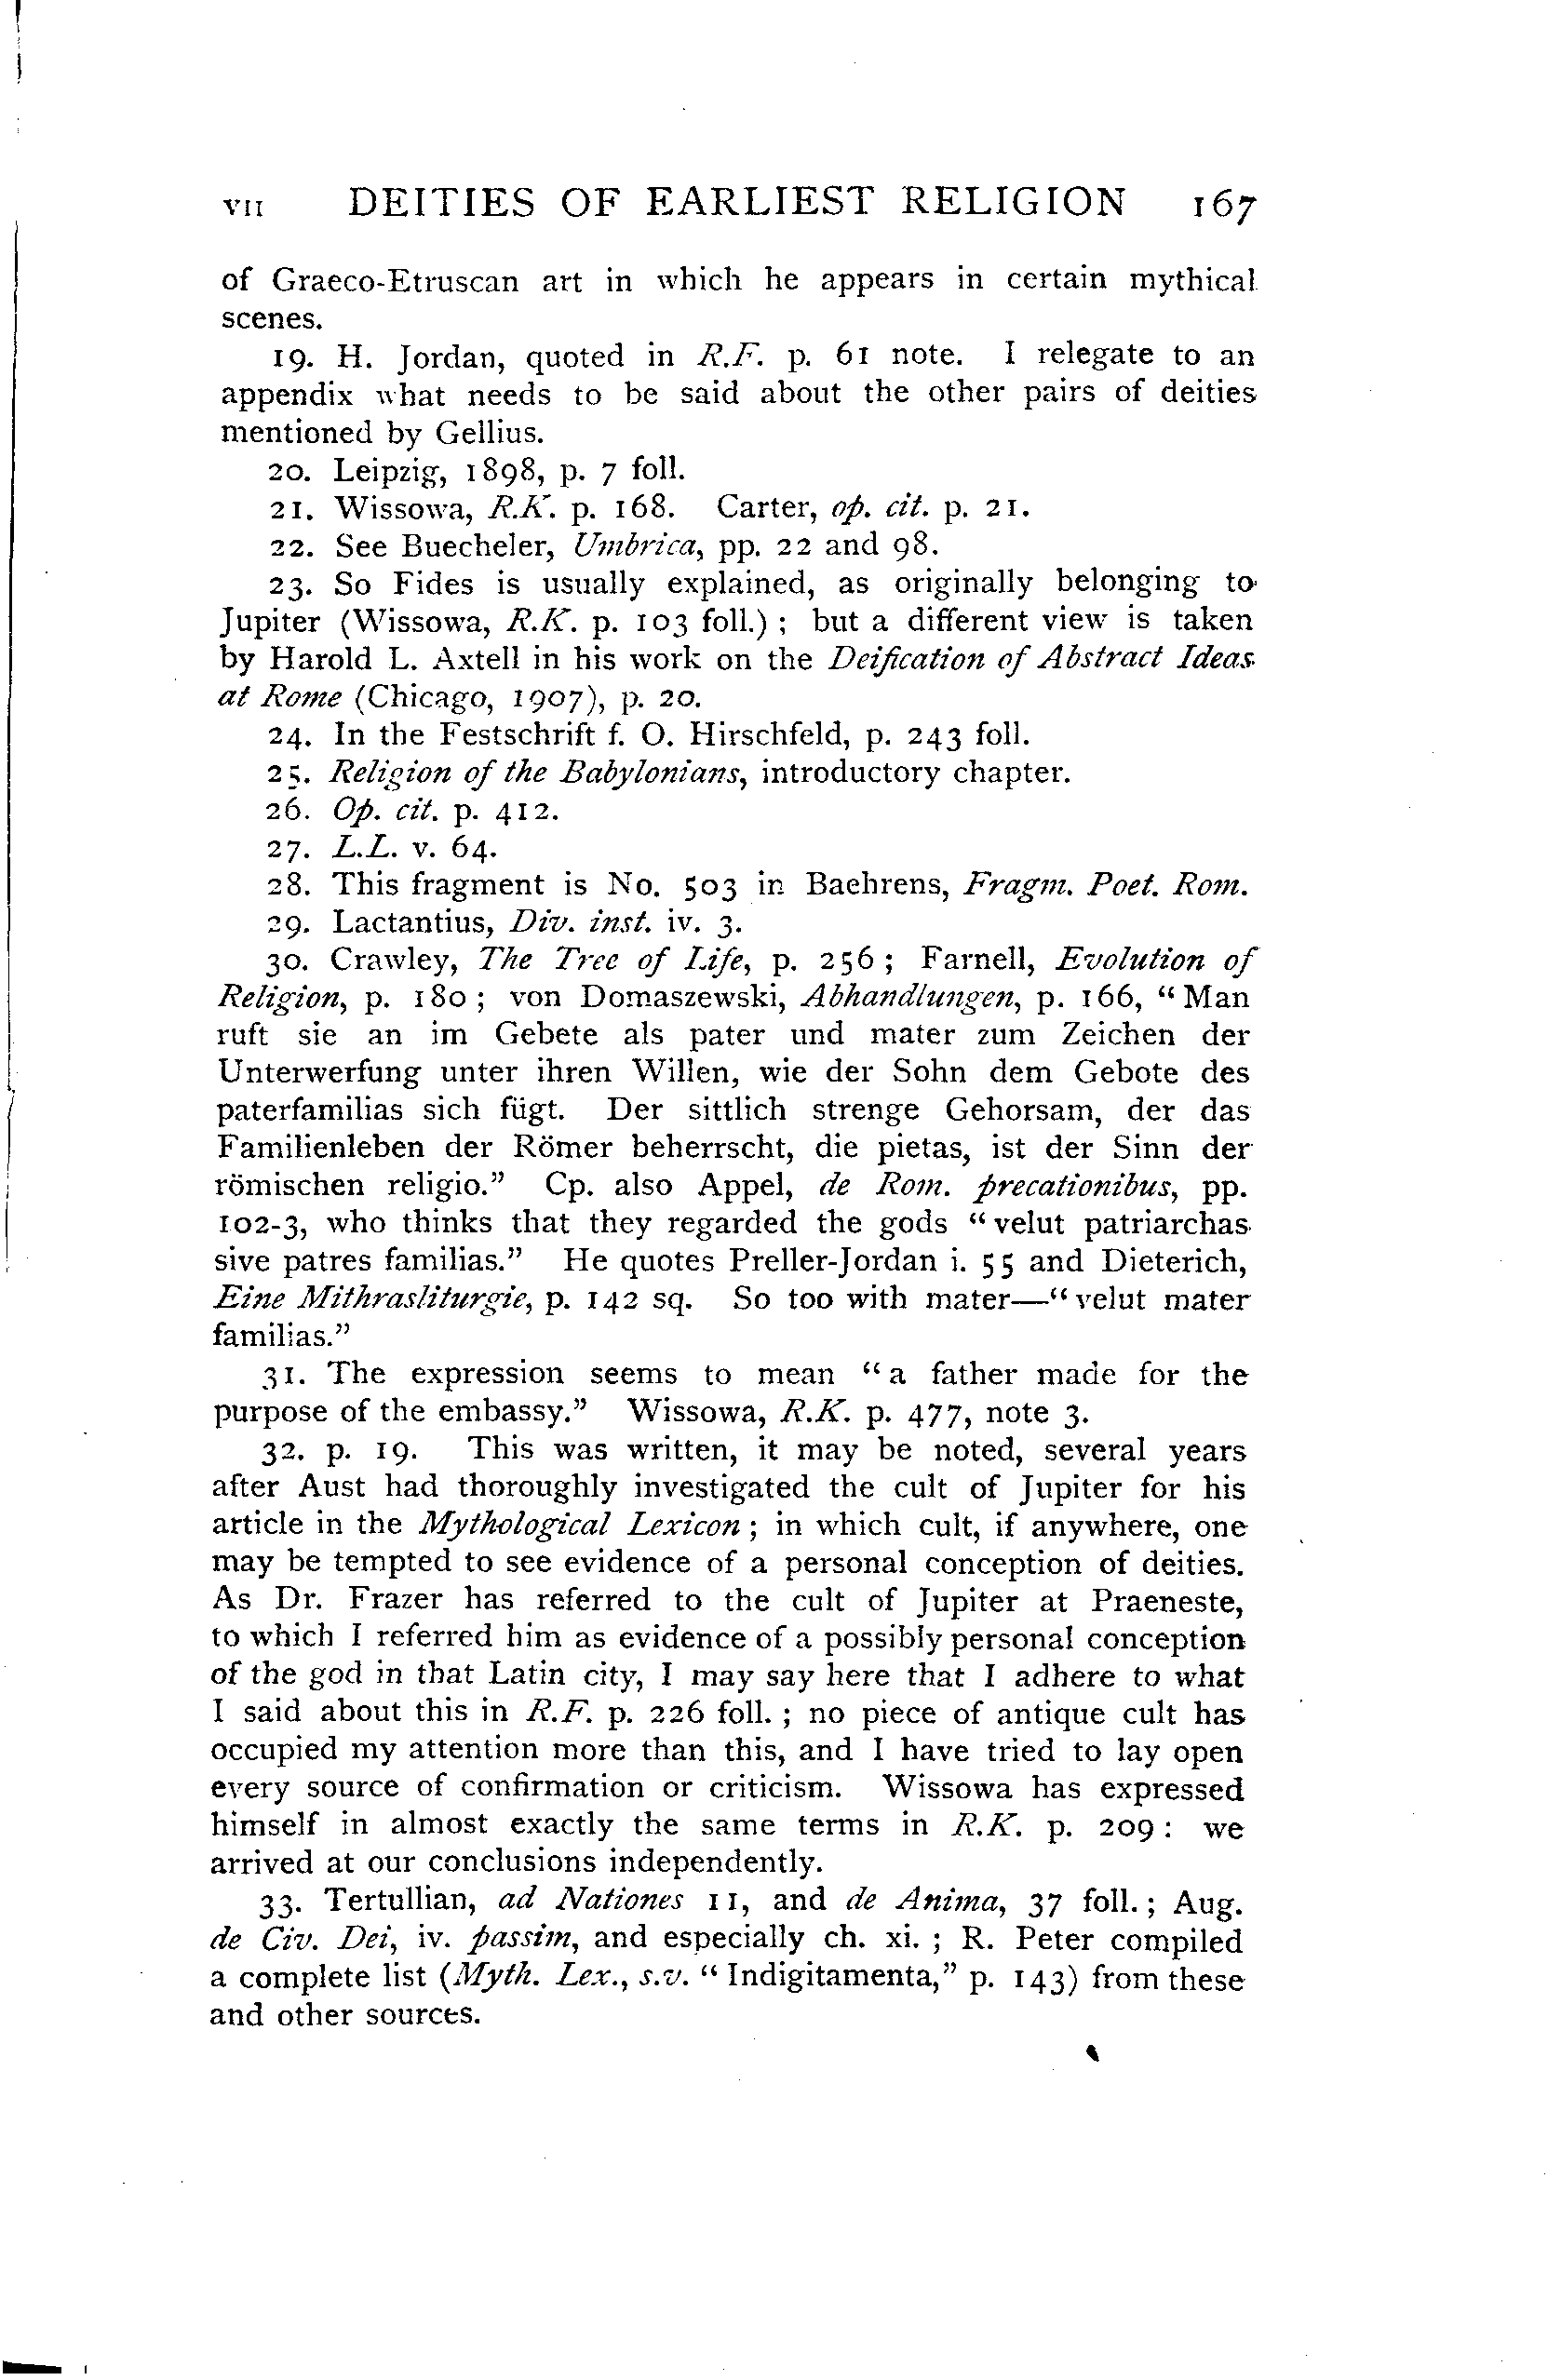 VII DEITIES OF EARLIEST RELIGION 167
of Graeco-Etruscan art in which he appears in certain mythical
scenes.
19. H. Jordan, quoted in R.F. p. 61 note. I relegate to an
appendix what needs to be said about the other pairs of deities
mentioned by Gellius.
20. Leipzig, 1898, p. 7 foll.
21. Wissowa, R.K. p. 168. Carter, op. cit. p. 21.
22. See Buecheler, Umbrica, pp. 22 and 98.
23. So Fides is usually explained, as originally belonging to
Jupiter (Wissowa, R.K. p. 103 foll.) ; but a different view is taken
by Harold L. Axtell in his work on the Deification of Abstract Ideas
at Rome (Chicago, 1907), p. 20.
24. In the Festschrift f. O. Hirschfeld, p. 243 foll.
25. Religion of the Babylonians, introductory chapter.
26. Op. cit. p. 412.
27. L.L. v. 64.
28. This fragment is No. 503 in Baehrens, Fragm. Poet. Rom.
29. Lactantius, Div. inst. iv. 3.
30. Crawley, The Tree of Life, p. 256 ; Farnell, Evolution of
Religion, p. 180 ; von Domaszewski, Abhandlungen, p. 166, “Man
ruft sie an im Gebete als pater und mater zum Zeichen der
Unterwerfung unter ihren Willen, wie der Sohn dem Gebote des
paterfamilias sich fügt. Der sittlich strenge Gehorsam, der das
Familienleben der Römer beherrscht, die pietas, ist der Sinn der
römischen religio.” Cp. also Appel, de Rom. precationibus, pp.
102-3, who thinks that they regarded the gods “velut patriarchas
sive patres familias.” He quotes Preller-Jordan i. 55 and Dieterich,
Eine Mithrasliturgie, p. 142 sq. So too with mater—“velut mater
familias.”
31. The expression seems to mean “a father made for the
purpose of the embassy.” Wissowa, R.K. p. 477, note 3.
32. p. 19. This was written, it may be noted, several years
after Aust had thoroughly investigated the cult of Jupiter for his
article in the Mythological Lexicon ; in which cult, if anywhere, one
may be tempted to see evidence of a personal conception of deities.
As Dr. Frazer has referred to the cult of Jupiter at Praeneste,
to which I referred him as evidence of a possibly personal conception
of the god in that Latin city, I may say here that I adhere to what
I said about this in R.F. p. 226 foll. ; no piece of antique cult has
occupied my attention more than this, and I have tried to lay open
every source of confirmation or criticism. Wissowa has expressed
himself in almost exactly the same terms in R.K. p. 209 : we
arrived at our conclusions independently.
33. Tertullian, ad Nationes 11, and de Anima, 37 foll. ; Aug.
de Civ. Dei, iv. passim, and especially ch. xi. ; R. Peter compiled
a complete list (Myth. Lex., s.v. “Indigitamenta,” p. 143) from these
and other sources.